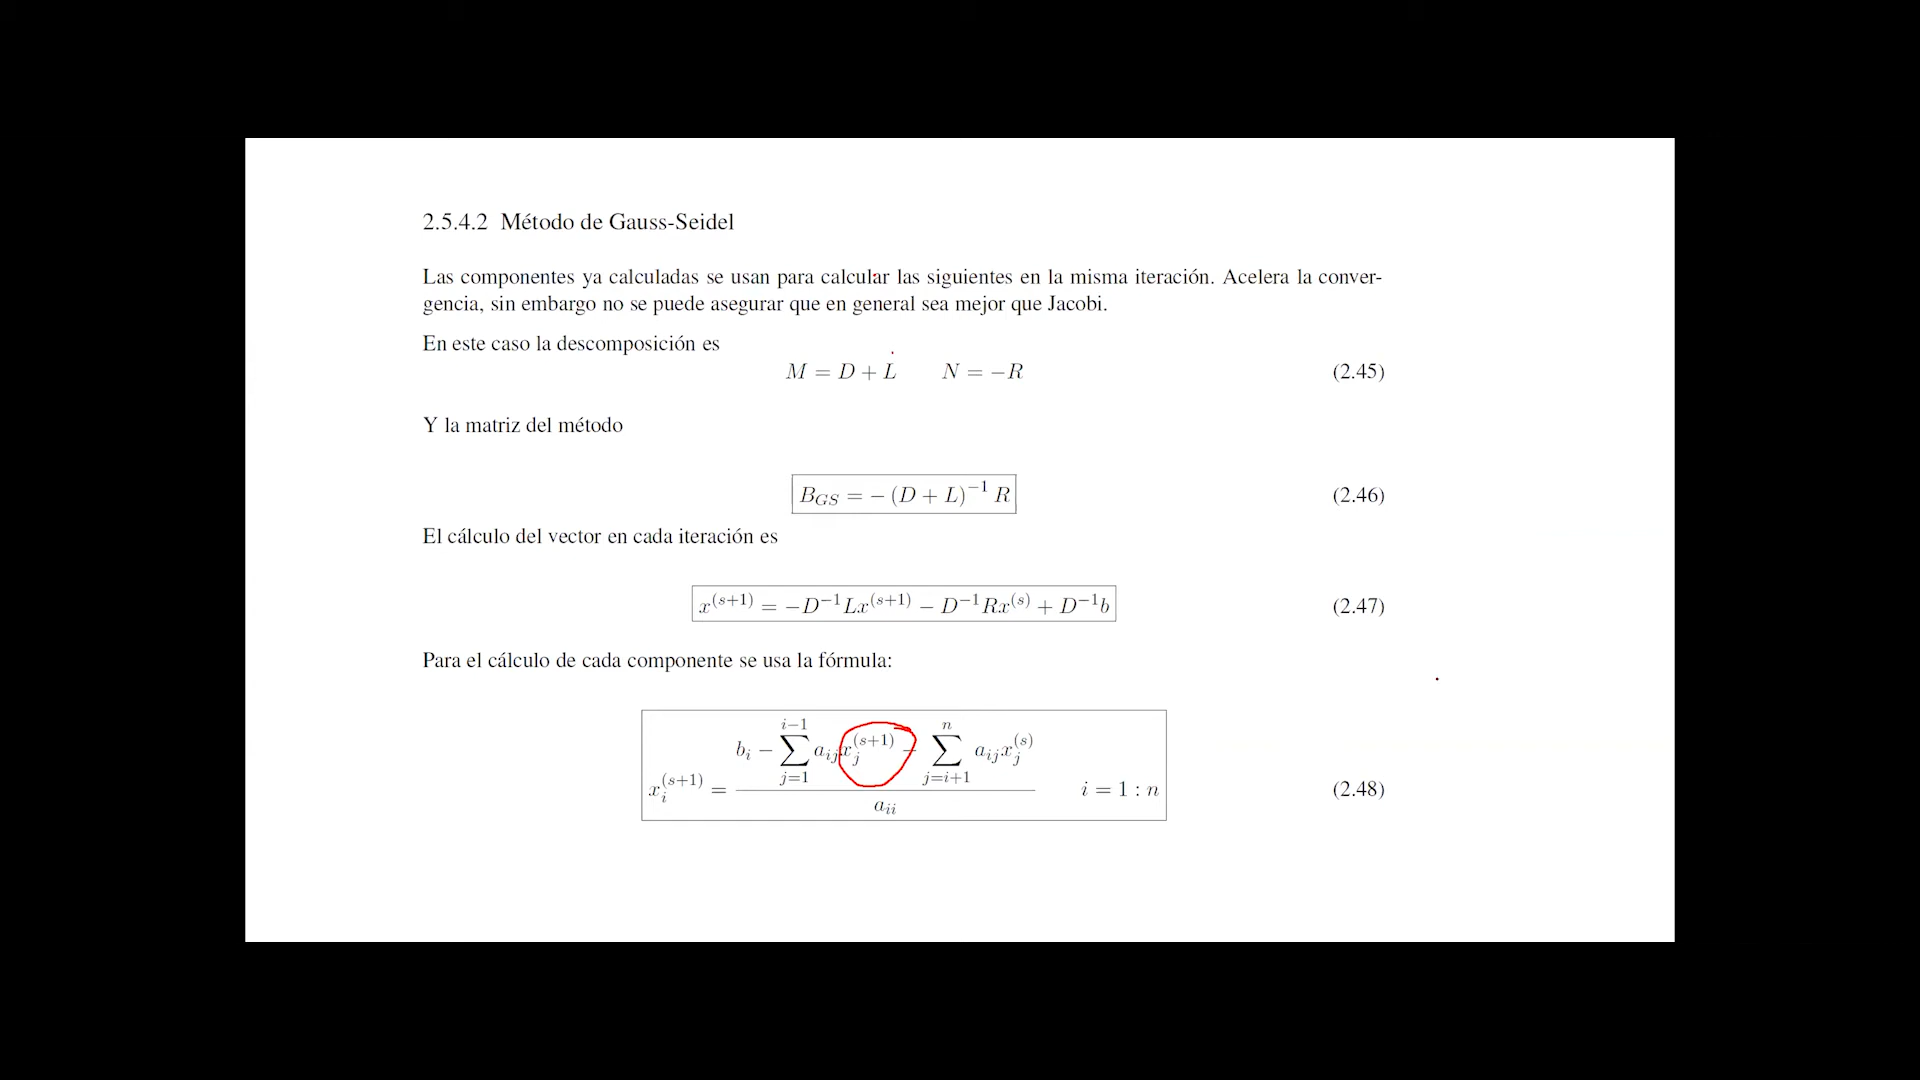 2.5.4.2 Método de Gauss-Seidel
Las componentes ya calculadas se usan para calcular las siguientes en la misma iteración. Acelera la conver-
gencia, sin embargo no se puede asegurar que en general sea mejor que Jacobi.
En este caso la descomposición es
M = D + L N = −R (2.45)
Y la matriz del método
B_{GS} = − (D + L)^{−1} R (2.46)
El cálculo del vector en cada iteración es
x^{(s+1)} = −D^{−1}Lx^{(s+1)} − D^{−1}Rx^{(s)} + D^{−1}b (2.47)
Para el cálculo de cada componente se usa la fórmula:
x_i^{(s+1)} = \frac{b_i − \sum_{j=1}^{i−1} a_{ij}x_j^{(s+1)} − \sum_{j=i+1}^{n} a_{ij}x_j^{(s)}}{a_{ii}} i = 1 : n (2.48)